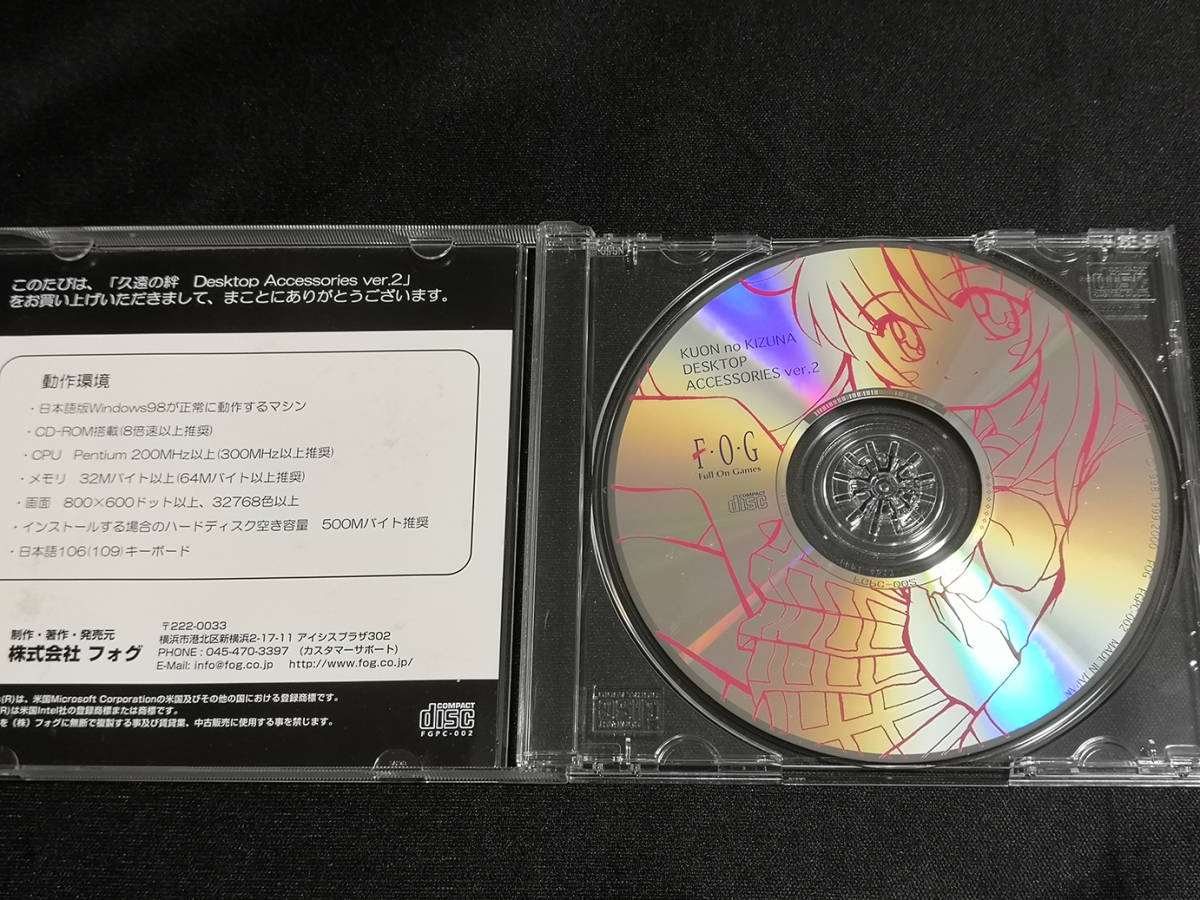 このたびは、「久遠の絆　Desktop Accessories ver.2」
をお買い上げいただきまして、まことにありがとうございます。
動作環境
・日本語版Windows98が正常に動作するマシン
・CD-ROM搭載(8倍速以上推奨)
・CPU　Pentium 200MHz以上(300MHz以上推奨)
・メモリ　32Mバイト以上(64Mバイト以上推奨)
・画面　800×600ドット以上、32768色以上
・インストールする場合のハードディスク空き容量　500Mバイト推奨
・日本語106(109)キーボード
制作・著作・発売元
株式会社 フォグ
〒222-0033
横浜市港北区新横浜2-17-11 アイシスプラザ302
PHONE : 045-470-3397　(カスタマーサポート)
E-Mail: info@fog.co.jp　http://www.fog.co.jp/
(R)は、米国Microsoft Corporationの米国及びその他の国における登録商標です。
(R)は米国Intel社の登録商標または商標です。
を（株）フォグに無断で複製する事及び賃貸業、中古販売に使用する事を禁じます。
COMPACT
disc
FGPC-002
KUON no KIZUNA
DESKTOP
ACCESSORIES ver.2
F・O・G
Full On Games
COMPACT
disc
1999,2000 FOG FGPC-002 MADE IN JAPAN
FGPC-002